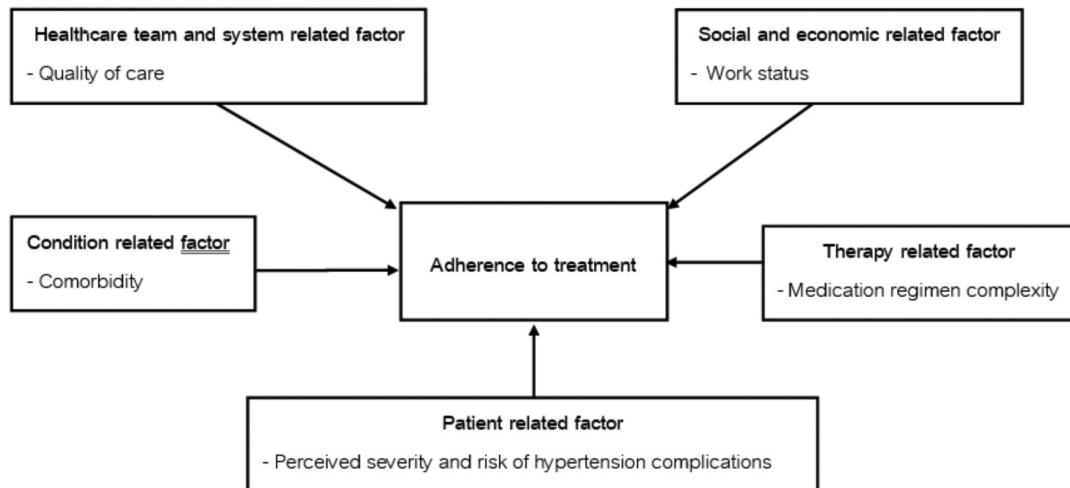 Healthcare team and system related factor
- Quality of care
Social and economic related factor
- Work status
Condition related factor
- Comorbidity
Adherence to treatment
Therapy related factor
- Medication regimen complexity
Patient related factor
- Perceived severity and risk of hypertension complications